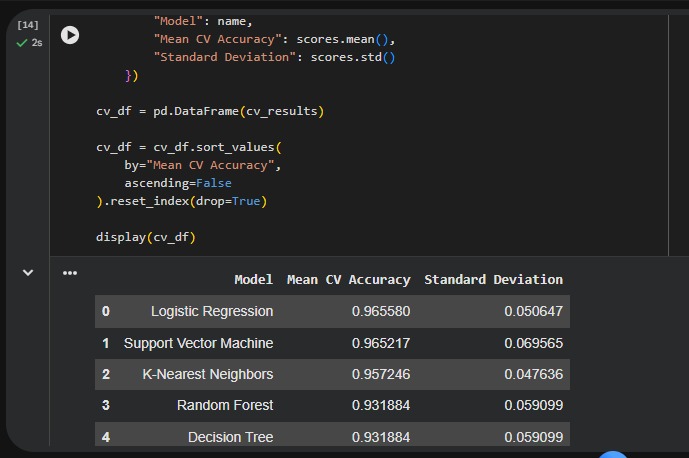 [14]
2s
"Model": name,
"Mean CV Accuracy": scores.mean(),
"Standard Deviation": scores.std()
})
cv_df = pd.DataFrame(cv_results)
cv_df = cv_df.sort_values(
by="Mean CV Accuracy",
ascending=False
).reset_index(drop=True)
display(cv_df)
Model Mean CV Accuracy Standard Deviation
0 Logistic Regression 0.965580 0.050647
1 Support Vector Machine 0.965217 0.069565
2 K-Nearest Neighbors 0.957246 0.047636
3 Random Forest 0.931884 0.059099
4 Decision Tree 0.931884 0.059099